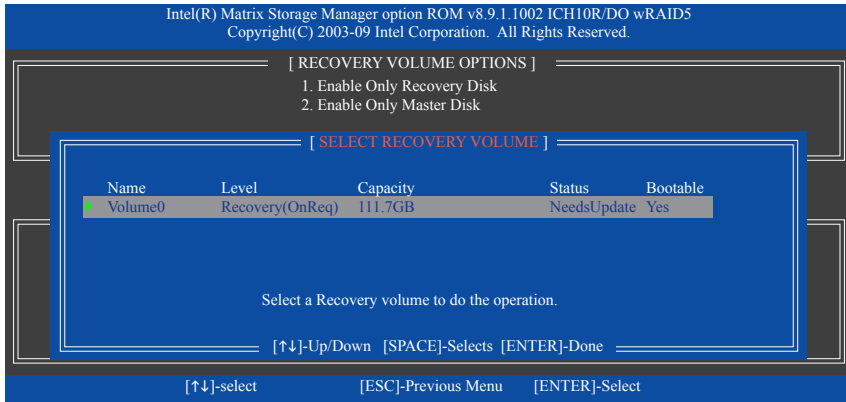 Intel(R) Matrix Storage Manager option ROM v8.9.1.1002 ICH10R/DO wRAID5
Copyright(C) 2003-09 Intel Corporation. All Rights Reserved.
[ RECOVERY VOLUME OPTIONS ]
1. Enable Only Recovery Disk
2. Enable Only Master Disk
[ SELECT RECOVERY VOLUME ]
Name Level Capacity Status Bootable
Volume0 Recovery(OnReq) 111.7GB NeedsUpdate Yes
Select a Recovery volume to do the operation.
[↑↓]-Up/Down [SPACE]-Selects [ENTER]-Done
[↑↓]-select [ESC]-Previous Menu [ENTER]-Select